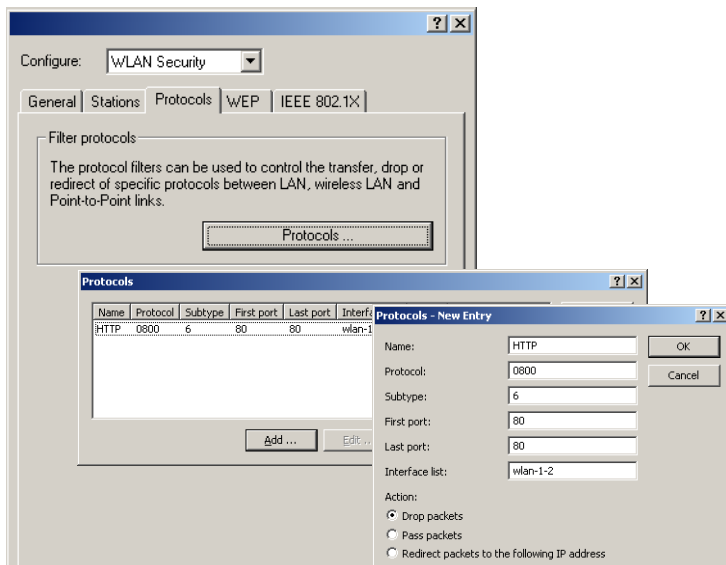 Configure: WLAN Security
General Stations Protocols WEP IEEE 802.1X
Filter protocols
The protocol filters can be used to control the transfer, drop or
redirect of specific protocols between LAN, wireless LAN and
Point-to-Point links.
Protocols ...
Protocols
Name Protocol Subtype First port Last port
HTTP 0800 6 80 80 wlan-1
Add ... Edit ..
Protocols - New Entry
Name: HTTP OK
Protocol: 0800 Cancel
Subtype: 6
First port: 80
Last port: 80
Interface list: wlan-1-2
Action:
Drop packets
Pass packets
Redirect packets to the following IP address